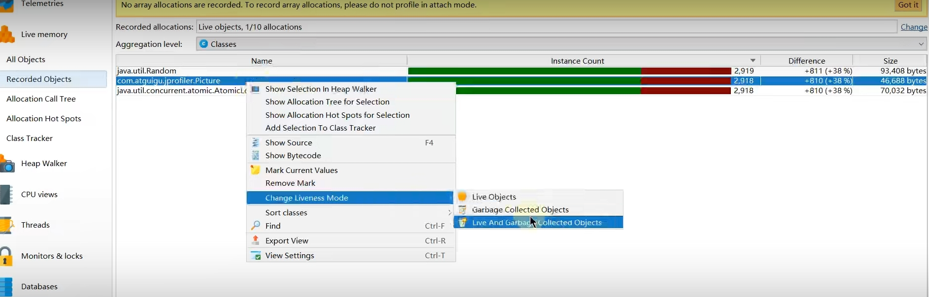 Telemetries
No array allocations are recorded. To record array allocations, please do not profile in attach mode.
Got it
Live memory
Recorded allocations: Live objects, 1/10 allocations
Change
Aggregation level: Classes
All Objects
Recorded Objects
Allocation Call Tree
Allocation Hot Spots
Class Tracker
Heap Walker
CPU views
Threads
Monitors & locks
Databases
Name Instance Count Difference Size
java.util.Random 2,919 +811 (+38 %) 93,408 bytes
com.atguigu.jprofiler.Picture 2,918 +810 (+38 %) 46,688 bytes
java.util.concurrent.atomic.AtomicL 2,918 +810 (+38 %) 70,032 bytes
Show Selection In Heap Walker
Show Allocation Tree for Selection
Show Allocation Hot Spots for Selection
Add Selection To Class Tracker
Show Source F4
Show Bytecode
Mark Current Values
Remove Mark
Change Liveness Mode
Sort classes
Find Ctrl-F
Export View Ctrl-R
View Settings Ctrl-T
Live Objects
Garbage Collected Objects
Live And Garbage Collected Objects